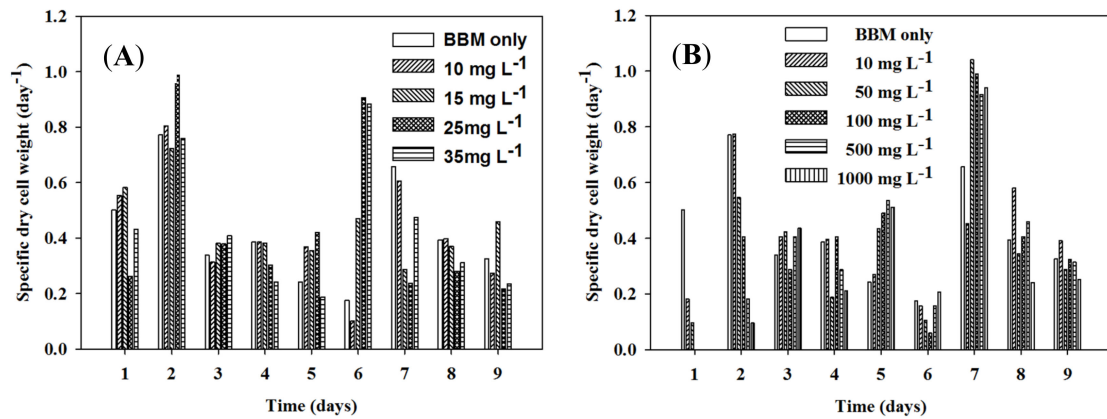 (A)
Specific dry cell weight (day-1)
1.2
1.0
0.8
0.6
0.4
0.2
0.0
BBM only
10 mg L-1
15 mg L-1
25mg L-1
35mg L-1
1 2 3 4 5 6 7 8 9
Time (days)
(B)
Specific dry cell weight (day-1)
1.2
1.0
0.8
0.6
0.4
0.2
0.0
BBM only
10 mg L-1
50 mg L-1
100 mg L-1
500 mg L-1
1000 mg L-1
1 2 3 4 5 6 7 8 9
Time (days)